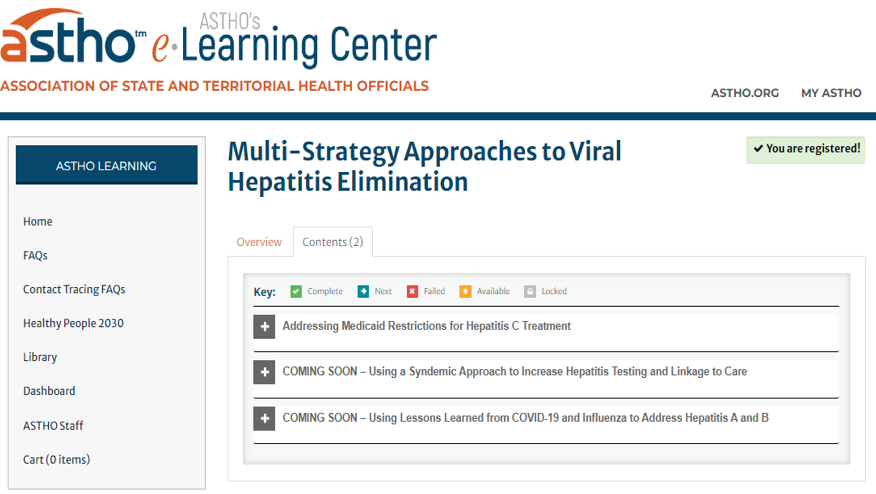 astho™ e·Learning Center
ASTHO's
ASSOCIATION OF STATE AND TERRITORIAL HEALTH OFFICIALS
ASTHO.ORG MY ASTHO
ASTHO LEARNING
Home
FAQs
Contact Tracing FAQs
Healthy People 2030
Library
Dashboard
ASTHO Staff
Cart (0 items)
Multi-Strategy Approaches to Viral
Hepatitis Elimination
You are registered!
Overview Contents (2)
Key: Complete Next Failed Available Locked
Addressing Medicaid Restrictions for Hepatitis C Treatment
COMING SOON – Using a Syndemic Approach to Increase Hepatitis Testing and Linkage to Care
COMING SOON – Using Lessons Learned from COVID-19 and Influenza to Address Hepatitis A and B